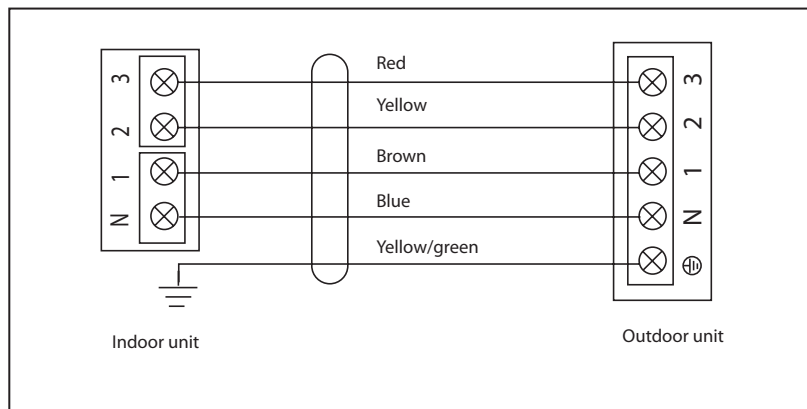 Red
Yellow
Brown
Blue
Yellow/green
3
2
1
N
3
2
1
N
Indoor unit
Outdoor unit